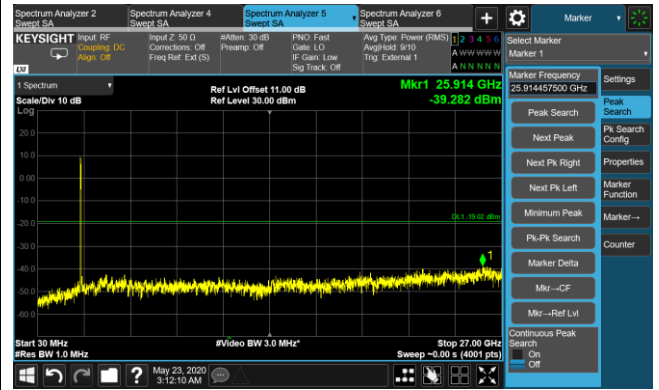 Spectrum Analyzer 2
Swept SA
Spectrum Analyzer 4
Swept SA
Spectrum Analyzer 5
Swept SA
Spectrum Analyzer 6
Swept SA
+
Marker
KEYSIGHT
Input: RF
Coupling: DC
Align: Off
Input Z: 50 Ω
Corrections: Off
Freq Ref: Ext (S)
#Atten: 30 dB
Preamp: Off
PNO: Fast
Gate: LO
IF Gain: Low
Sig Track: Off
Avg Type: Power (RMS)
Avg|Hold: 9/10
Trig: External 1
1 2 3 4 5 6
A W W W W W
A N N N N N
Select Marker
Marker 1
LXI
1 Spectrum
Scale/Div 10 dB
Log
Ref Lvl Offset 11.00 dB
Ref Level 30.00 dBm
Mkr1 25.914 GHz
-39.282 dBm
20.0
10.0
0.00
-10.0
-20.0
-30.0
-40.0
-50.0
-60.0
DL1 -19.02 dBm
1
Start 30 MHz
#Res BW 1.0 MHz
#Video BW 3.0 MHz*
Stop 27.00 GHz
Sweep ~0.00 s (4001 pts)
Marker Frequency
25.914457500 GHz
Peak Search
Next Peak
Next Pk Right
Next Pk Left
Minimum Peak
Pk-Pk Search
Marker Delta
Mkr→CF
Mkr→Ref Lvl
Continuous Peak
Search
On
Off
Settings
Peak
Search
Pk Search
Config
Properties
Marker
Function
Marker→
Counter
?
May 23, 2020
3:12:10 AM